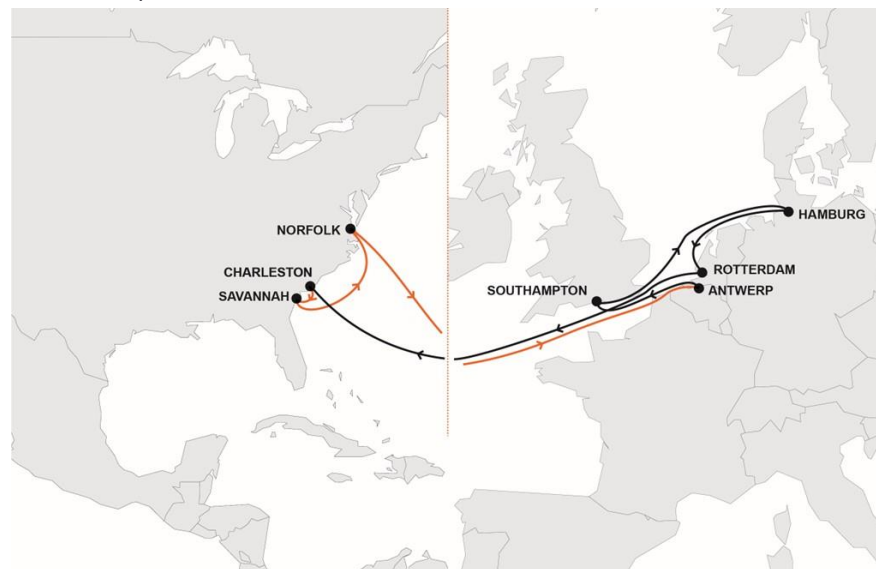 NORFOLK
CHARLESTON
SAVANNAH
HAMBURG
ROTTERDAM
SOUTHAMPTON
ANTWERP